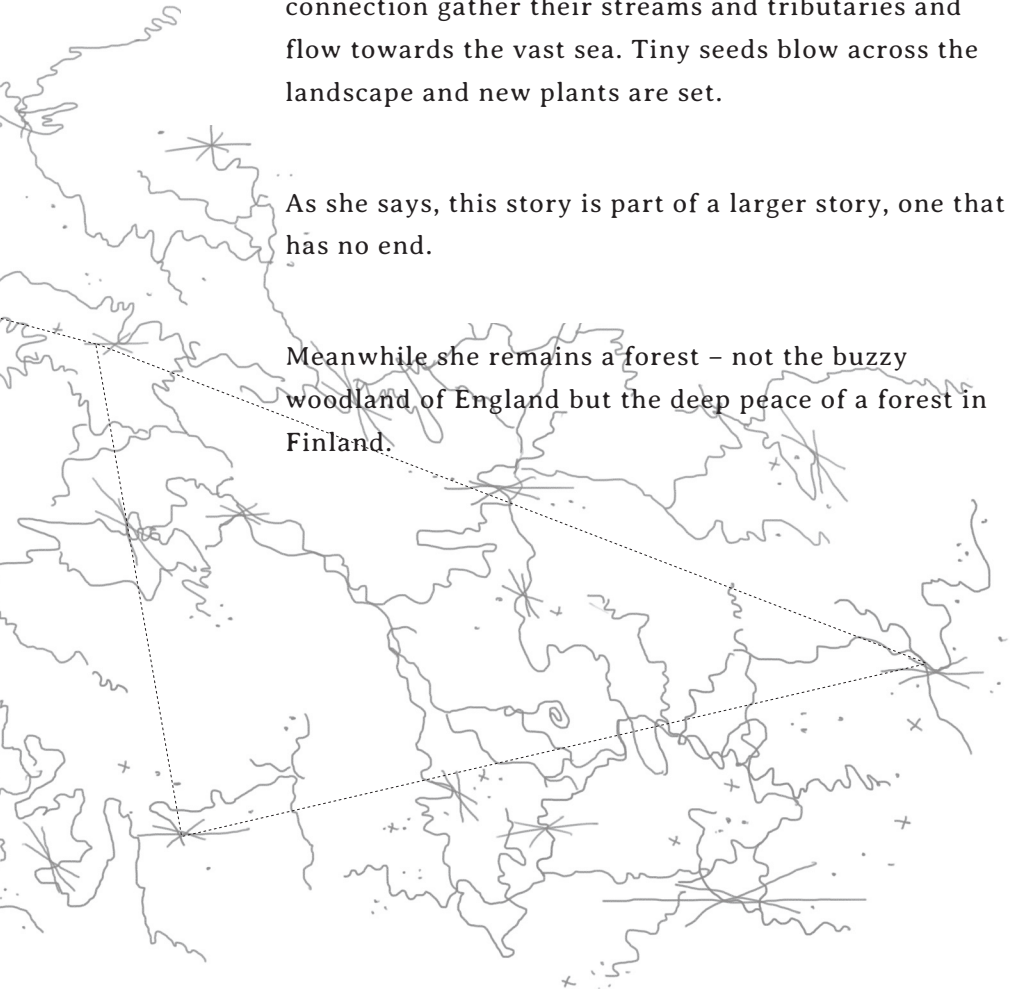 connection gather their streams and tributaries and
flow towards the vast sea. Tiny seeds blow across the
landscape and new plants are set.
As she says, this story is part of a larger story, one that
has no end.
Meanwhile she remains a forest – not the buzzy
woodland of England but the deep peace of a forest in
Finland.